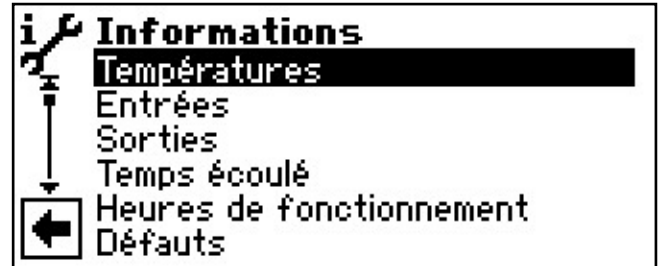 i Informations
Températures
Entrées
Sorties
Temps écoulé
Heures de fonctionnement
Défauts